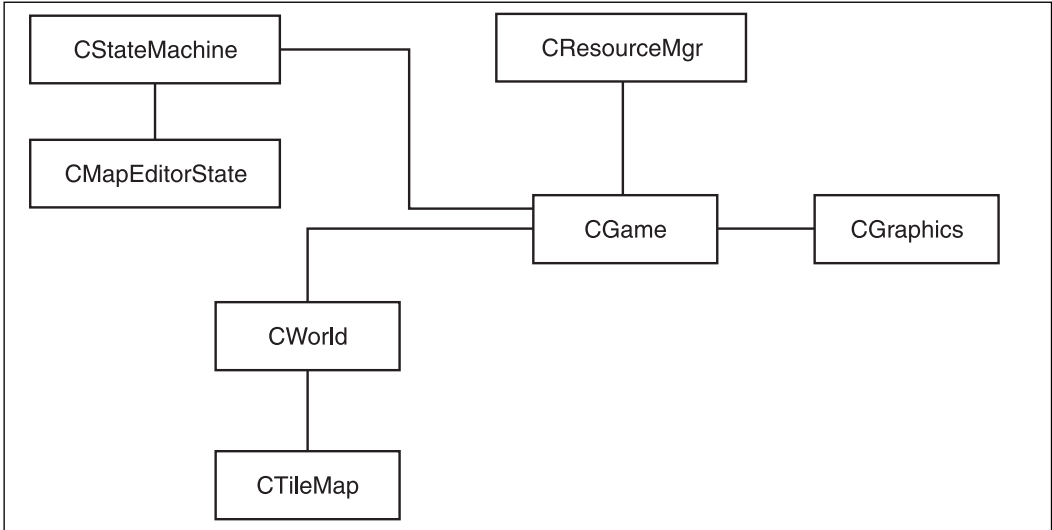 CStateMachine
CResourceMgr
CMapEditorState
CGame
CGraphics
CWorld
CTileMap